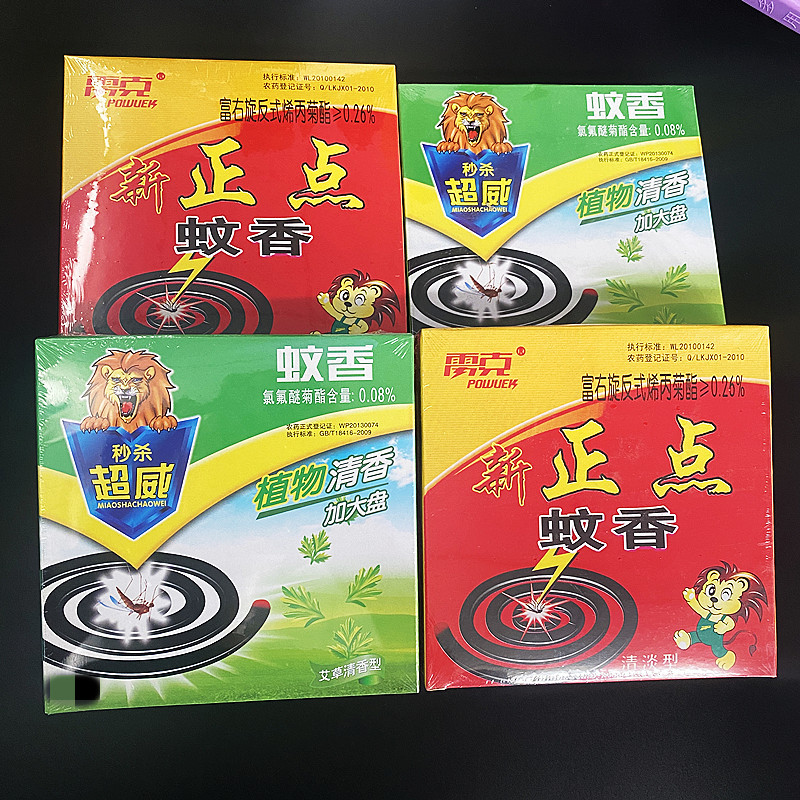 雷克
POWUEK
执行标准：WL20100142
农药登记证号：Q/LKJX01-2010
富右旋反式烯丙菊酯≥0.26%
新 正点
蚊香
蚊香
氯氟醚菊酯含量：0.08%
农药正式登记证：WP20130074
执行标准：GB/T18416-2009
秒杀
超威
MIAOSHACHAOWEI
植物清香
加大盘
蚊香
氯氟醚菊酯含量：0.08%
农药正式登记证：WP20130074
执行标准：GB/T18416-2009
秒杀
超威
MIAOSHACHAOWEI
植物清香
加大盘
艾草清香型
雷克
POWUEK
执行标准：WL20100142
农药登记证号：Q/LKJX01-2010
富右旋反式烯丙菊酯≥0.26%
新 正点
蚊香
清淡型